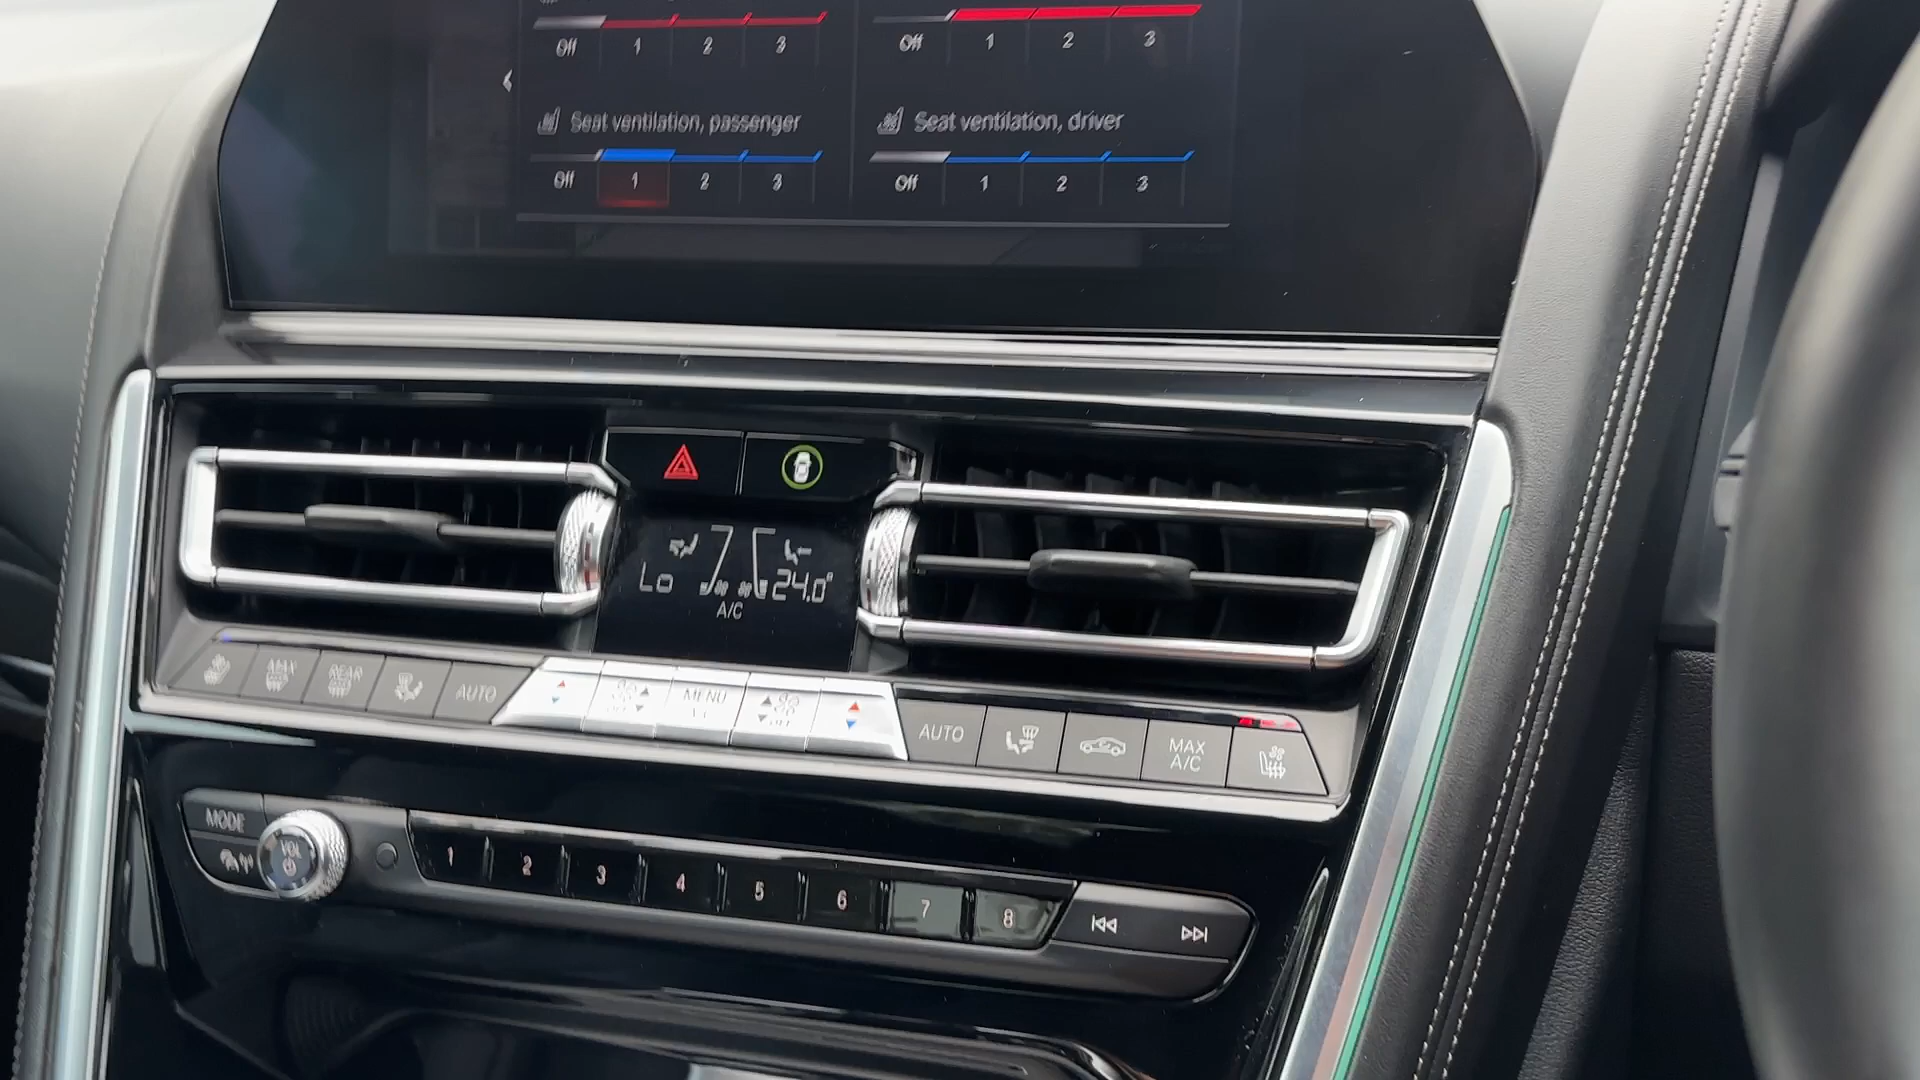 Off 1 2 3
Off 1 2 3
Seat ventilation, passenger
Seat ventilation, driver
Off 1 2 3
Off 1 2 3
Lo
24.0°
A/C
MAX
REAR
AUTO
OFF
MENU
OFF
AUTO
MAX
A/C
MODE
VOL
1 2 3 4 5 6 7 8